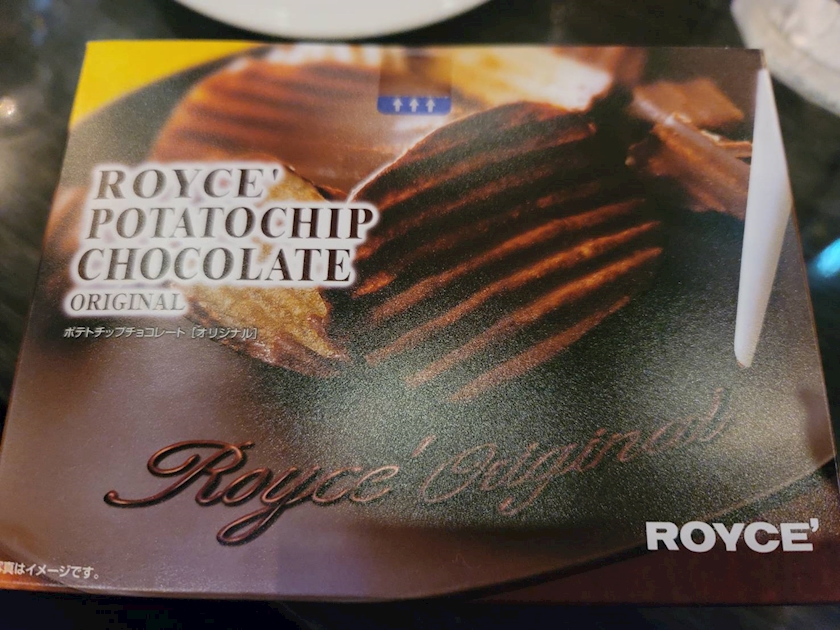 ROYCE'
POTATOCHIP
CHOCOLATE
ORIGINAL
ポテトチップチョコレート [オリジナル]
Royce' Original
ROYCE'
真はイメージです。